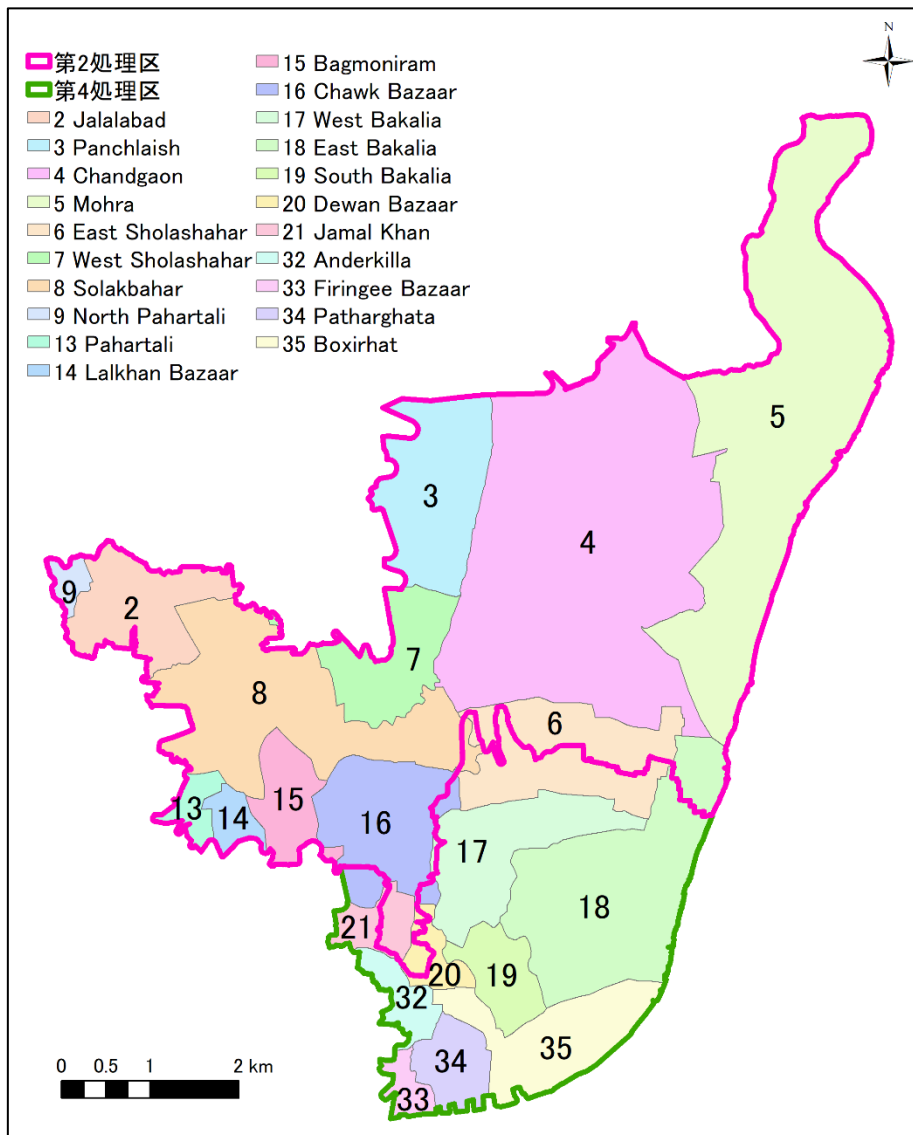 N
第2処理区
第4処理区
2 Jalalabad
3 Panchlaish
4 Chandgaon
5 Mohra
6 East Sholashahar
7 West Sholashahar
8 Solakbahar
9 North Pahartali
13 Pahartali
14 Lalkhan Bazaar
15 Bagmoniram
16 Chawk Bazaar
17 West Bakalia
18 East Bakalia
19 South Bakalia
20 Dewan Bazaar
21 Jamal Khan
32 Anderkilla
33 Firingee Bazaar
34 Patharghata
35 Boxirhat
5
3
4
9
2
7
8
6
13
14
15
16
17
18
21
20
19
32
35
34
33
0 0.5 1 2 km